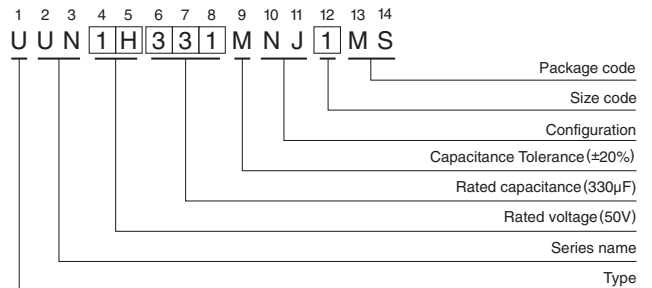 1 2 3 4 5 6 7 8 9 10 11 12 13 14
U U N 1 H 3 3 1 M N J 1 M S
Package code
Size code
Configuration
Capacitance Tolerance (±20%)
Rated capacitance (330µF)
Rated voltage (50V)
Series name
Type